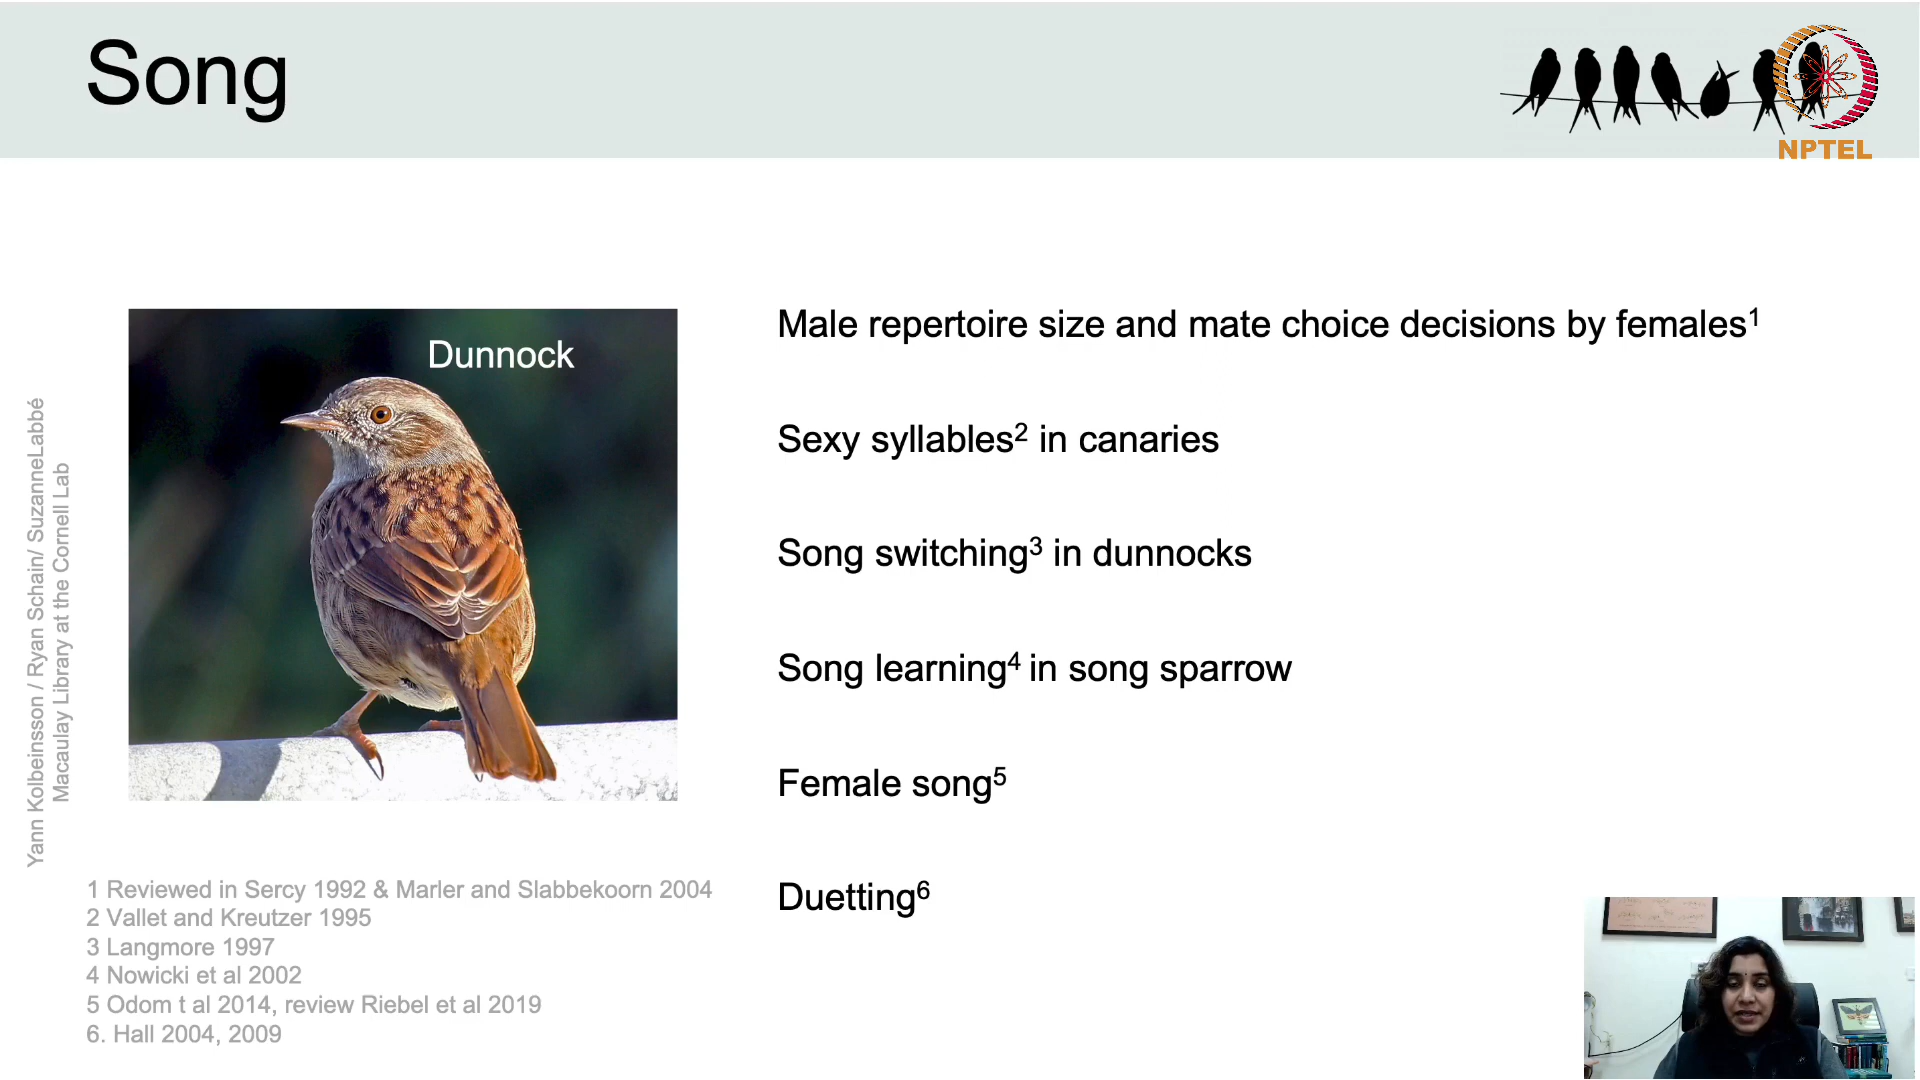 Song
NPTEL
Dunnock
Yann Kolbeinsson / Ryan Schain/ SuzanneLabbé
Macaulay Library at the Cornell Lab
Male repertoire size and mate choice decisions by females¹
Sexy syllables² in canaries
Song switching³ in dunnocks
Song learning⁴ in song sparrow
Female song⁵
Duetting⁶
1 Reviewed in Sercy 1992 & Marler and Slabbekoorn 2004
2 Vallet and Kreutzer 1995
3 Langmore 1997
4 Nowicki et al 2002
5 Odom t al 2014, review Riebel et al 2019
6. Hall 2004, 2009